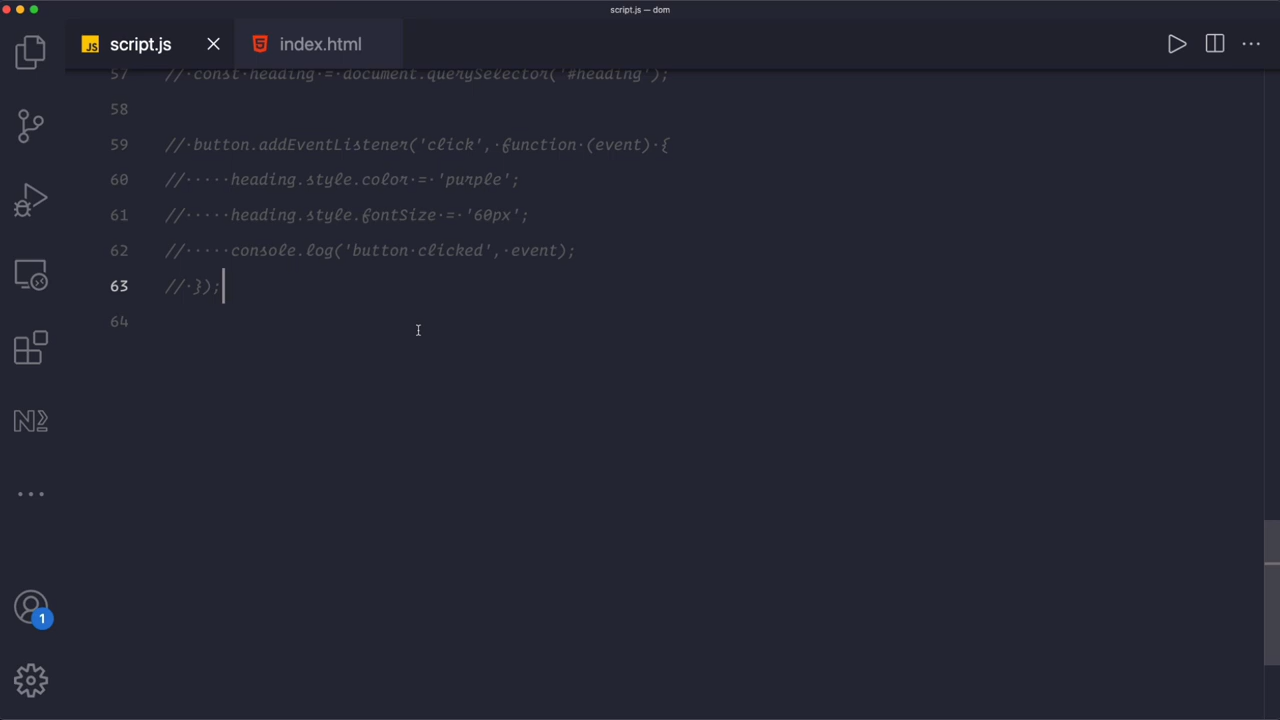 script.js — dom
JS script.js index.html
57 // const heading = document.querySelector('#heading');
58
59 // button.addEventListener('click', function (event) {
60 //     heading.style.color = 'purple';
61 //     heading.style.fontSize = '60px';
62 //     console.log('button clicked', event);
63 // });
64
1